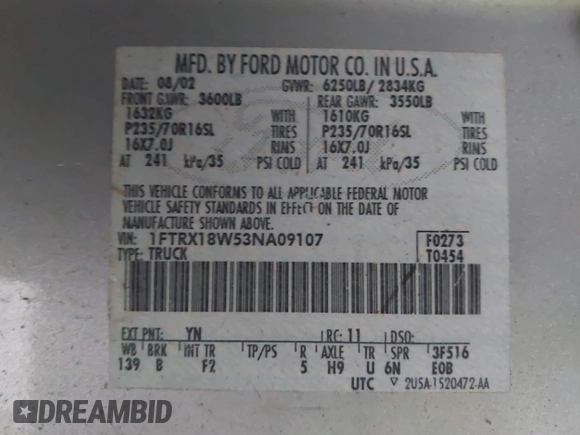 MFD. BY FORD MOTOR CO. IN U.S.A.
DATE: 08/02 GVWR: 6250LB/ 2834KG
FRONT GAWR: 3600LB REAR GAWR: 3550LB
1632KG WITH 1610KG WITH
P235/70R16SL TIRES P235/70R16SL TIRES
16X7.0J RIMS 16X7.0J RIMS
AT 241 kPa/35 PSI COLD AT 241 kPa/35 PSI COLD
THIS VEHICLE CONFORMS TO ALL APPLICABLE FEDERAL MOTOR
VEHICLE SAFETY STANDARDS IN EFFECT ON THE DATE OF
MANUFACTURE SHOWN ABOVE.
VIN: 1FTRX18W53NA09107 F0273
TYPE: TRUCK T0454
EXT PNT: YN RC: 11 DSO:
WB BRK INT TR TP/PS R AXLE TR SPR 3F516
139 B F2 5 H9 U 6N EOB
UTC ▽ 2USA-1520472-AA
DREAMBID